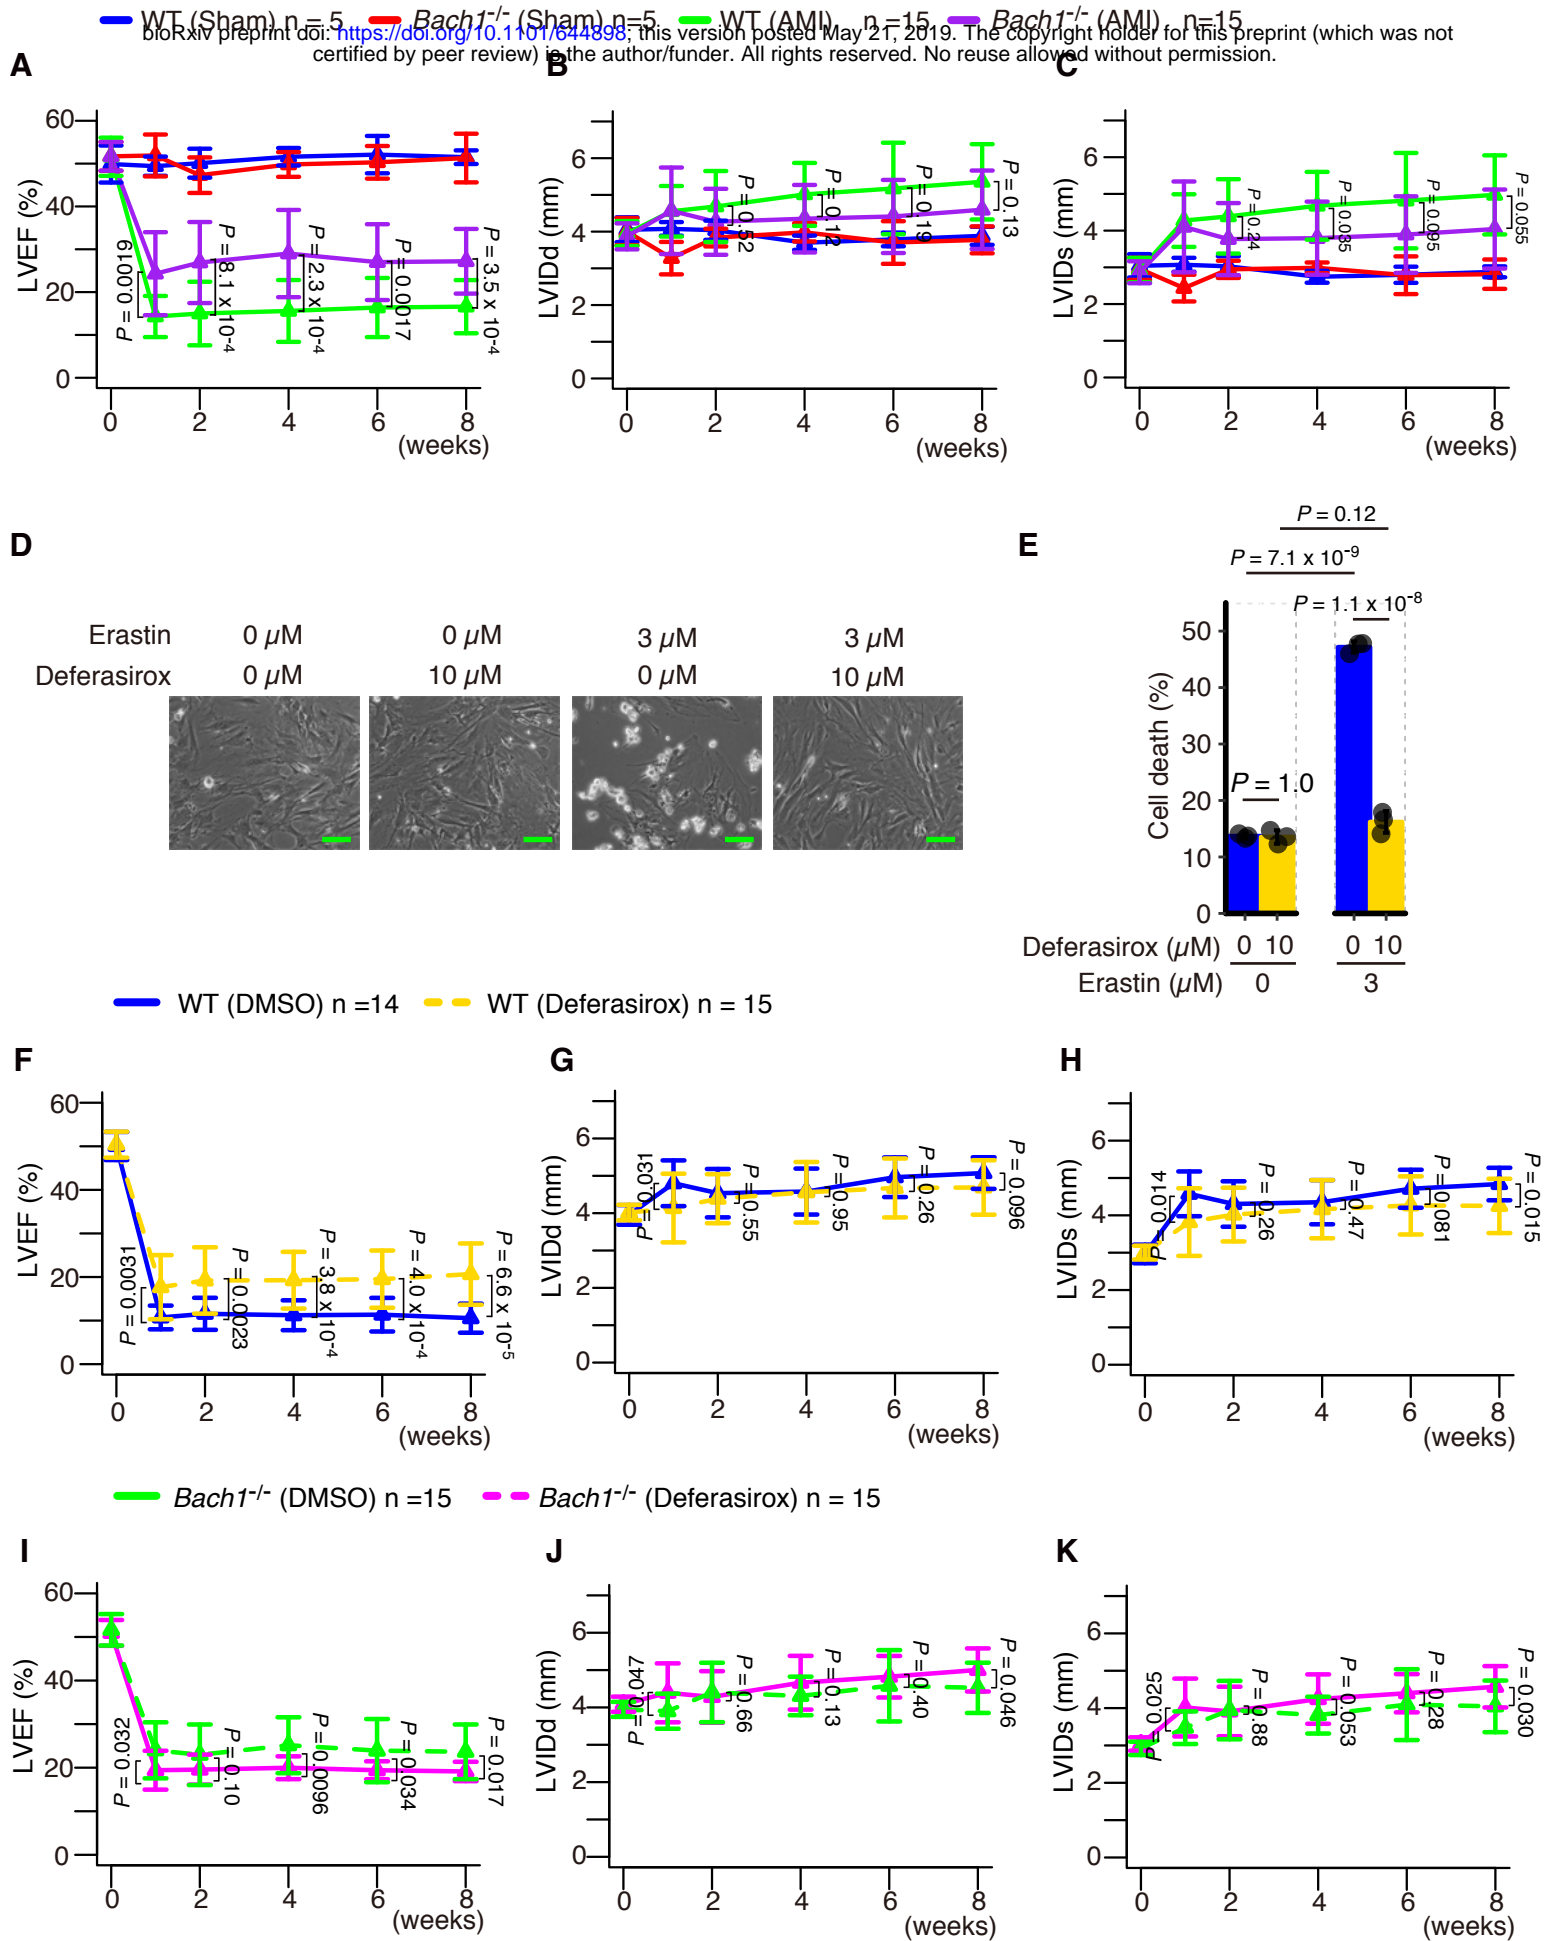 WT (Sham) n = 5 Bach1-/- (Sham) n=5 WT (AMI) n =15 Bach1-/- (AMI) n=15
bioRxiv preprint doi: https://doi.org/10.1101/644898; this version posted May 21, 2019. The copyright holder for this preprint (which was not
certified by peer review) is the author/funder. All rights reserved. No reuse allowed without permission.
A
LVEF (%)
60
40
20
0
P = 0.0019
P = 8.1 x 10-4
P = 2.3 x 10-4
P = 0.0017
P = 3.5 x 10-4
0 2 4 6 8
(weeks)
B
LVIDd (mm)
6
4
2
0
P = 0.52
P = 0.12
P = 0.19
P = 0.13
0 2 4 6 8
(weeks)
C
LVIDs (mm)
6
4
2
0
P = 0.24
P = 0.035
P = 0.095
P = 0.055
0 2 4 6 8
(weeks)
D
Erastin 0 µM 0 µM 3 µM 3 µM
Deferasirox 0 µM 10 µM 0 µM 10 µM
E
P = 0.12
P = 7.1 x 10-9
P = 1.1 x 10-8
P = 1.0
Cell death (%)
50
40
30
20
10
0
Deferasirox (µM) 0 10 0 10
Erastin (µM) 0 3
WT (DMSO) n =14 WT (Deferasirox) n = 15
F
LVEF (%)
60
40
20
0
P = 0.0031
P = 0.0023
P = 3.8 x 10-4
P = 4.0 x 10-4
P = 6.6 x 10-5
0 2 4 6 8
(weeks)
G
LVIDd (mm)
6
4
2
0
P = 0.031
P = 0.55
P = 0.95
P = 0.26
P = 0.096
0 2 4 6 8
(weeks)
H
LVIDs (mm)
6
4
2
0
P = 0.014
P = 0.26
P = 0.47
P = 0.081
P = 0.015
0 2 4 6 8
(weeks)
Bach1-/- (DMSO) n =15 Bach1-/- (Deferasirox) n = 15
I
LVEF (%)
60
40
20
0
P = 0.032
P = 0.10
P = 0.0096
P = 0.034
P = 0.017
0 2 4 6 8
(weeks)
J
LVIDd (mm)
6
4
2
0
P = 0.047
P = 0.66
P = 0.13
P = 0.40
P = 0.046
0 2 4 6 8
(weeks)
K
LVIDs (mm)
6
4
2
0
P = 0.025
P = 0.88
P = 0.053
P = 0.28
P = 0.030
0 2 4 6 8
(weeks)